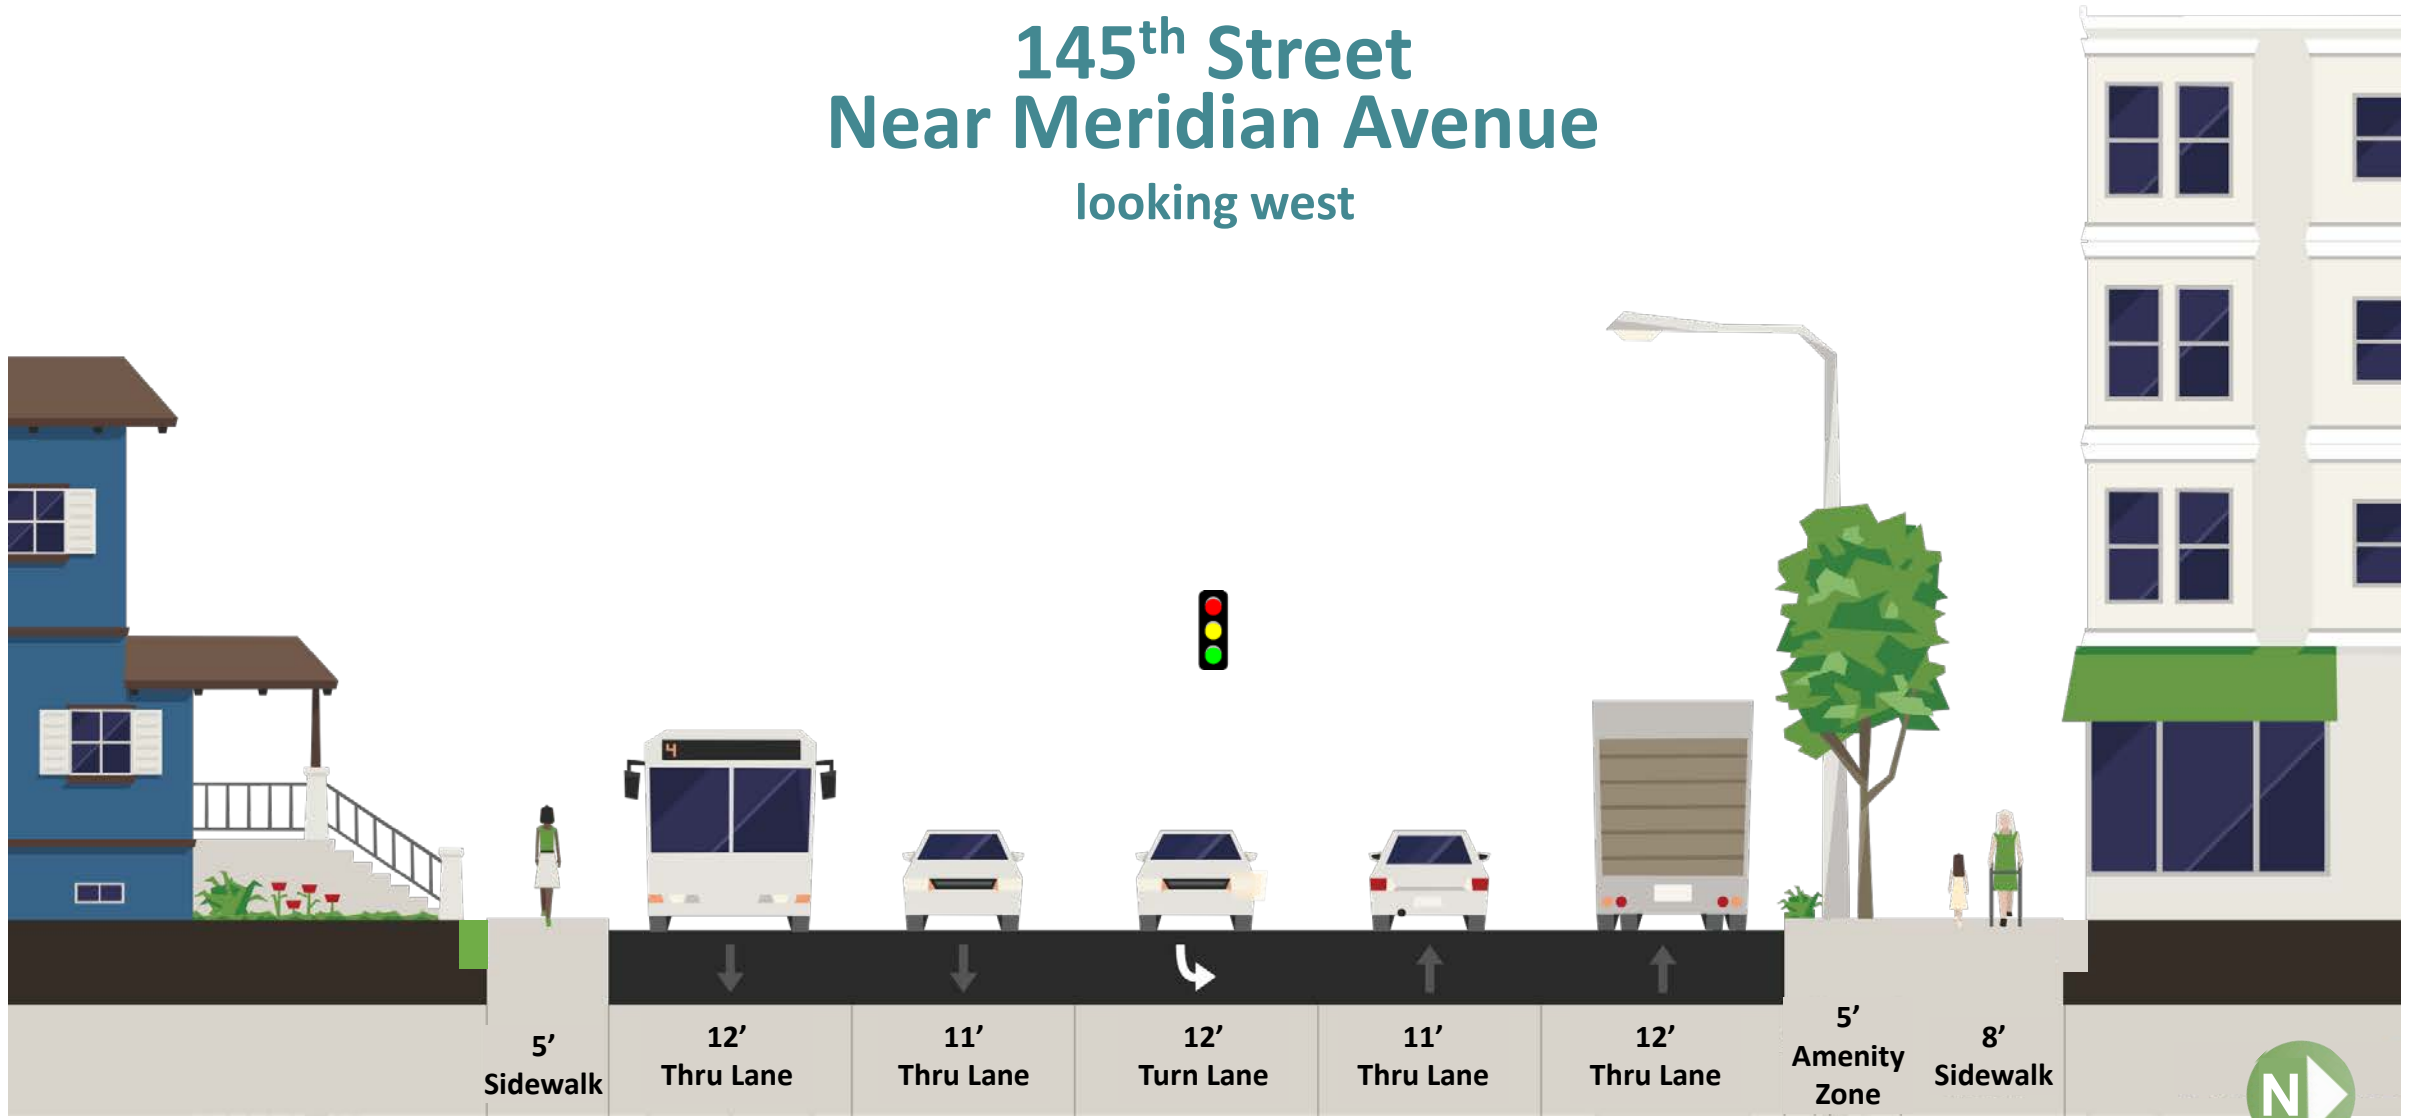 145th Street
Near Meridian Avenue
looking west
4
5’
Sidewalk
12’
Thru Lane
11’
Thru Lane
12’
Turn Lane
11’
Thru Lane
12’
Thru Lane
5’
Amenity
Zone
8’
Sidewalk
N